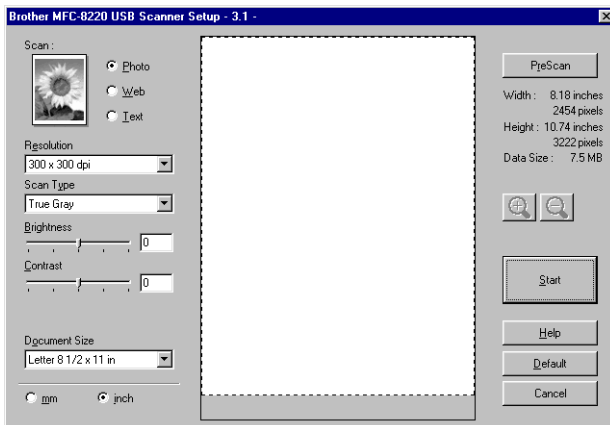 Brother MFC-8220 USB Scanner Setup - 3.1 -
Scan :
Photo
Web
Text
Resolution
300 x 300 dpi
Scan Type
True Gray
Brightness
0
Contrast
0
Document Size
Letter 8 1/2 x 11 in
mm inch
PreScan
Width : 8.18 inches
2454 pixels
Height : 10.74 inches
3222 pixels
Data Size : 7.5 MB
Start
Help
Default
Cancel